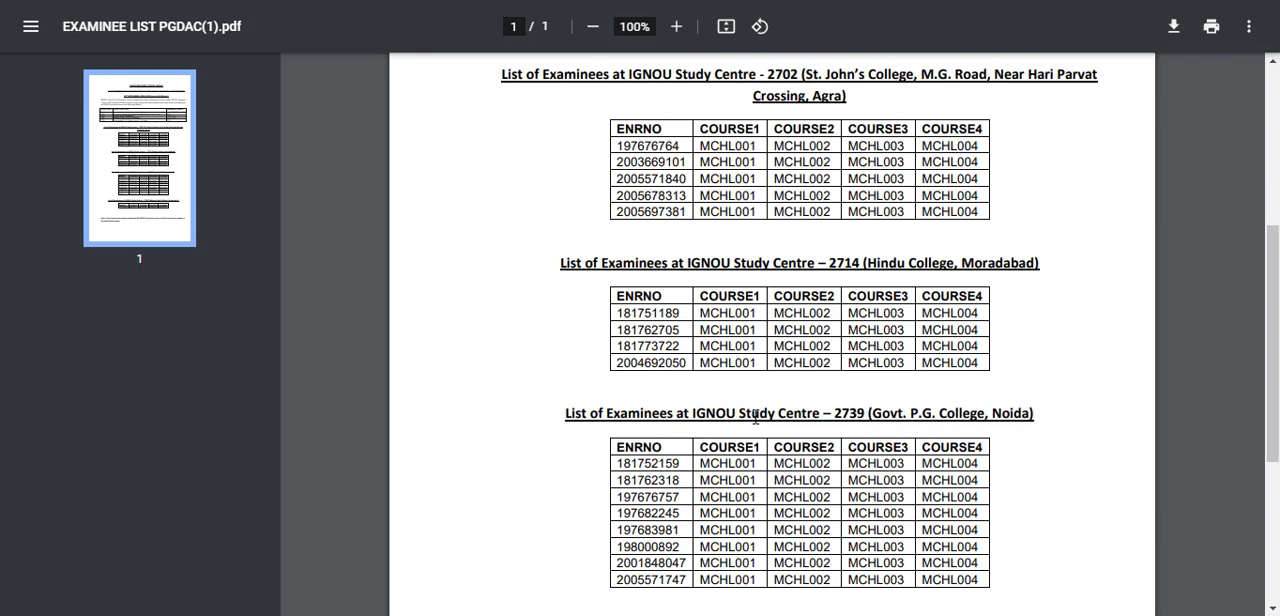 EXAMINEE LIST PGDAC(1).pdf
1 / 1
100%
1
List of Examinees at IGNOU Study Centre - 2702 (St. John's College, M.G. Road, Near Hari Parvat
Crossing, Agra)
ENRNO COURSE1 COURSE2 COURSE3 COURSE4
197676764 MCHL001 MCHL002 MCHL003 MCHL004
2003669101 MCHL001 MCHL002 MCHL003 MCHL004
2005571840 MCHL001 MCHL002 MCHL003 MCHL004
2005678313 MCHL001 MCHL002 MCHL003 MCHL004
2005697381 MCHL001 MCHL002 MCHL003 MCHL004
List of Examinees at IGNOU Study Centre – 2714 (Hindu College, Moradabad)
ENRNO COURSE1 COURSE2 COURSE3 COURSE4
181751189 MCHL001 MCHL002 MCHL003 MCHL004
181762705 MCHL001 MCHL002 MCHL003 MCHL004
181773722 MCHL001 MCHL002 MCHL003 MCHL004
2004692050 MCHL001 MCHL002 MCHL003 MCHL004
List of Examinees at IGNOU Study Centre – 2739 (Govt. P.G. College, Noida)
ENRNO COURSE1 COURSE2 COURSE3 COURSE4
181752159 MCHL001 MCHL002 MCHL003 MCHL004
181762318 MCHL001 MCHL002 MCHL003 MCHL004
197676757 MCHL001 MCHL002 MCHL003 MCHL004
197682245 MCHL001 MCHL002 MCHL003 MCHL004
197683981 MCHL001 MCHL002 MCHL003 MCHL004
198000892 MCHL001 MCHL002 MCHL003 MCHL004
2001848047 MCHL001 MCHL002 MCHL003 MCHL004
2005571747 MCHL001 MCHL002 MCHL003 MCHL004